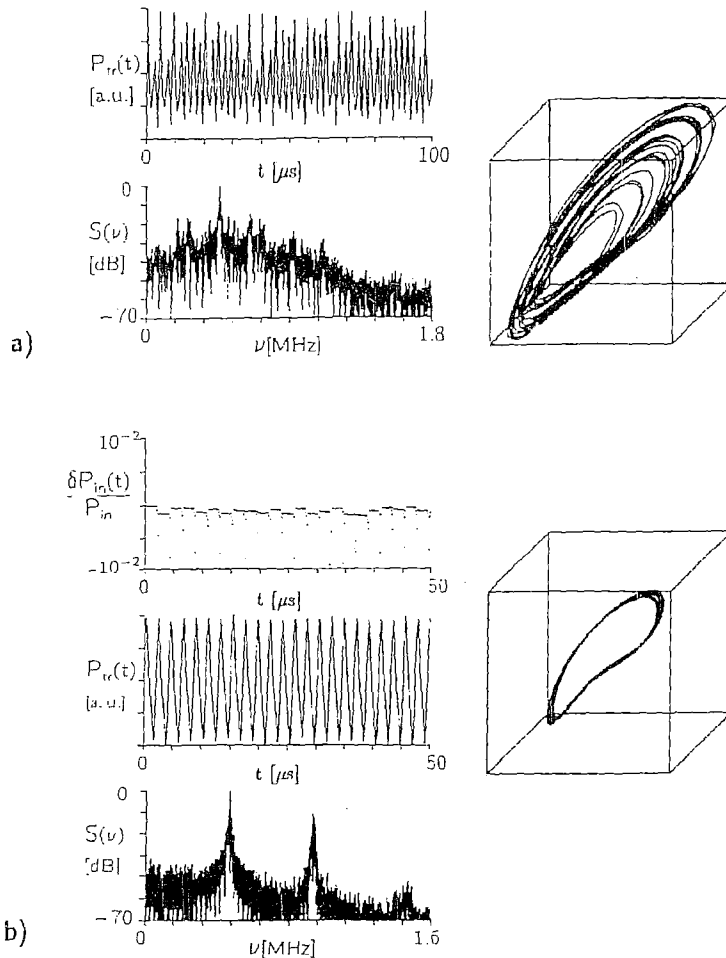 P_tr(t)
[a.u.]
0 100
t [μs]
0
S(ν)
[dB]
-70
0 1.8
ν[MHz]
a)
10^-2
δP_in(t)
P_in
-10^-2
0 50
t [μs]
P_tr(t)
[a.u.]
0 50
t [μs]
0
S(ν)
[dB]
-70
0 1.6
ν[MHz]
b)